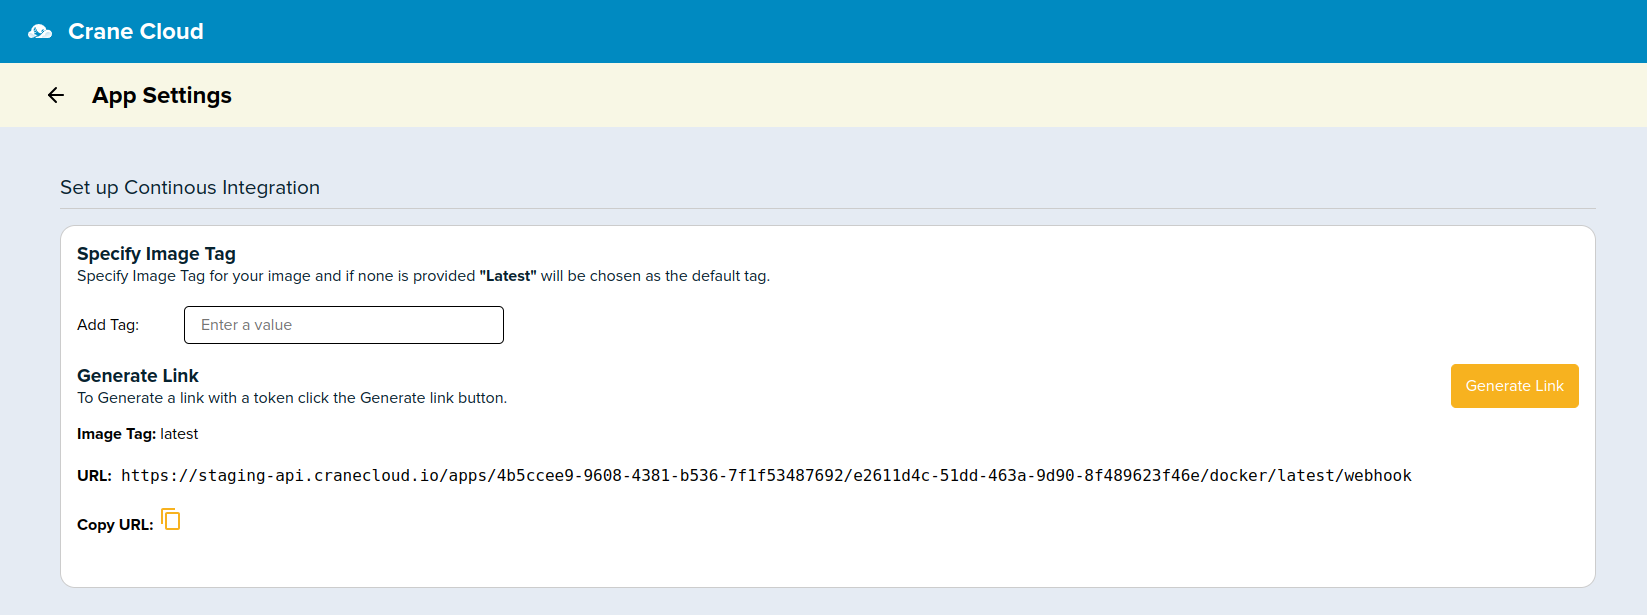 Crane Cloud
App Settings
Set up Continous Integration
Specify Image Tag
Specify Image Tag for your image and if none is provided "Latest" will be chosen as the default tag.
Add Tag: Enter a value
Generate Link
To Generate a link with a token click the Generate link button.
Generate Link
Image Tag: latest
URL: https://staging-api.cranecloud.io/apps/4b5ccee9-9608-4381-b536-7f1f53487692/e2611d4c-51dd-463a-9d90-8f489623f46e/docker/latest/webhook
Copy URL: